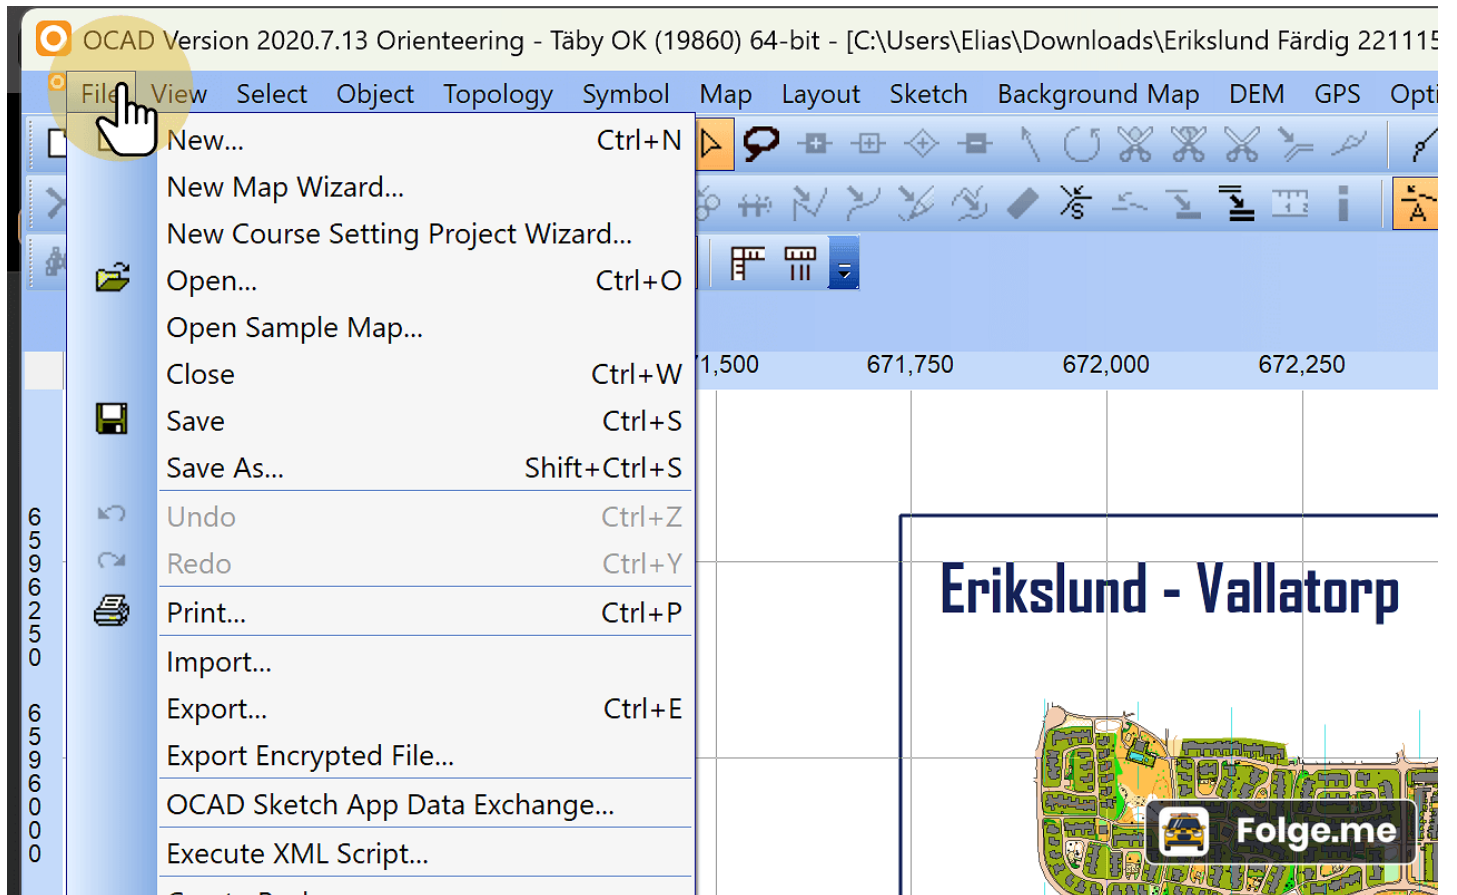 OCAD Version 2020.7.13 Orienteering - Täby OK (19860) 64-bit - [C:\Users\Elias\Downloads\Erikslund Färdig 221115
File View Select Object Topology Symbol Map Layout Sketch Background Map DEM GPS Opti
New... Ctrl+N
New Map Wizard...
New Course Setting Project Wizard...
Open... Ctrl+O
Open Sample Map...
Close Ctrl+W
Save Ctrl+S
Save As... Shift+Ctrl+S
Undo Ctrl+Z
Redo Ctrl+Y
Print... Ctrl+P
Import...
Export... Ctrl+E
Export Encrypted File...
OCAD Sketch App Data Exchange...
Execute XML Script...
1,500 671,750 672,000 672,250
6596250
6596000
Erikslund - Vallatorp
Folge.me